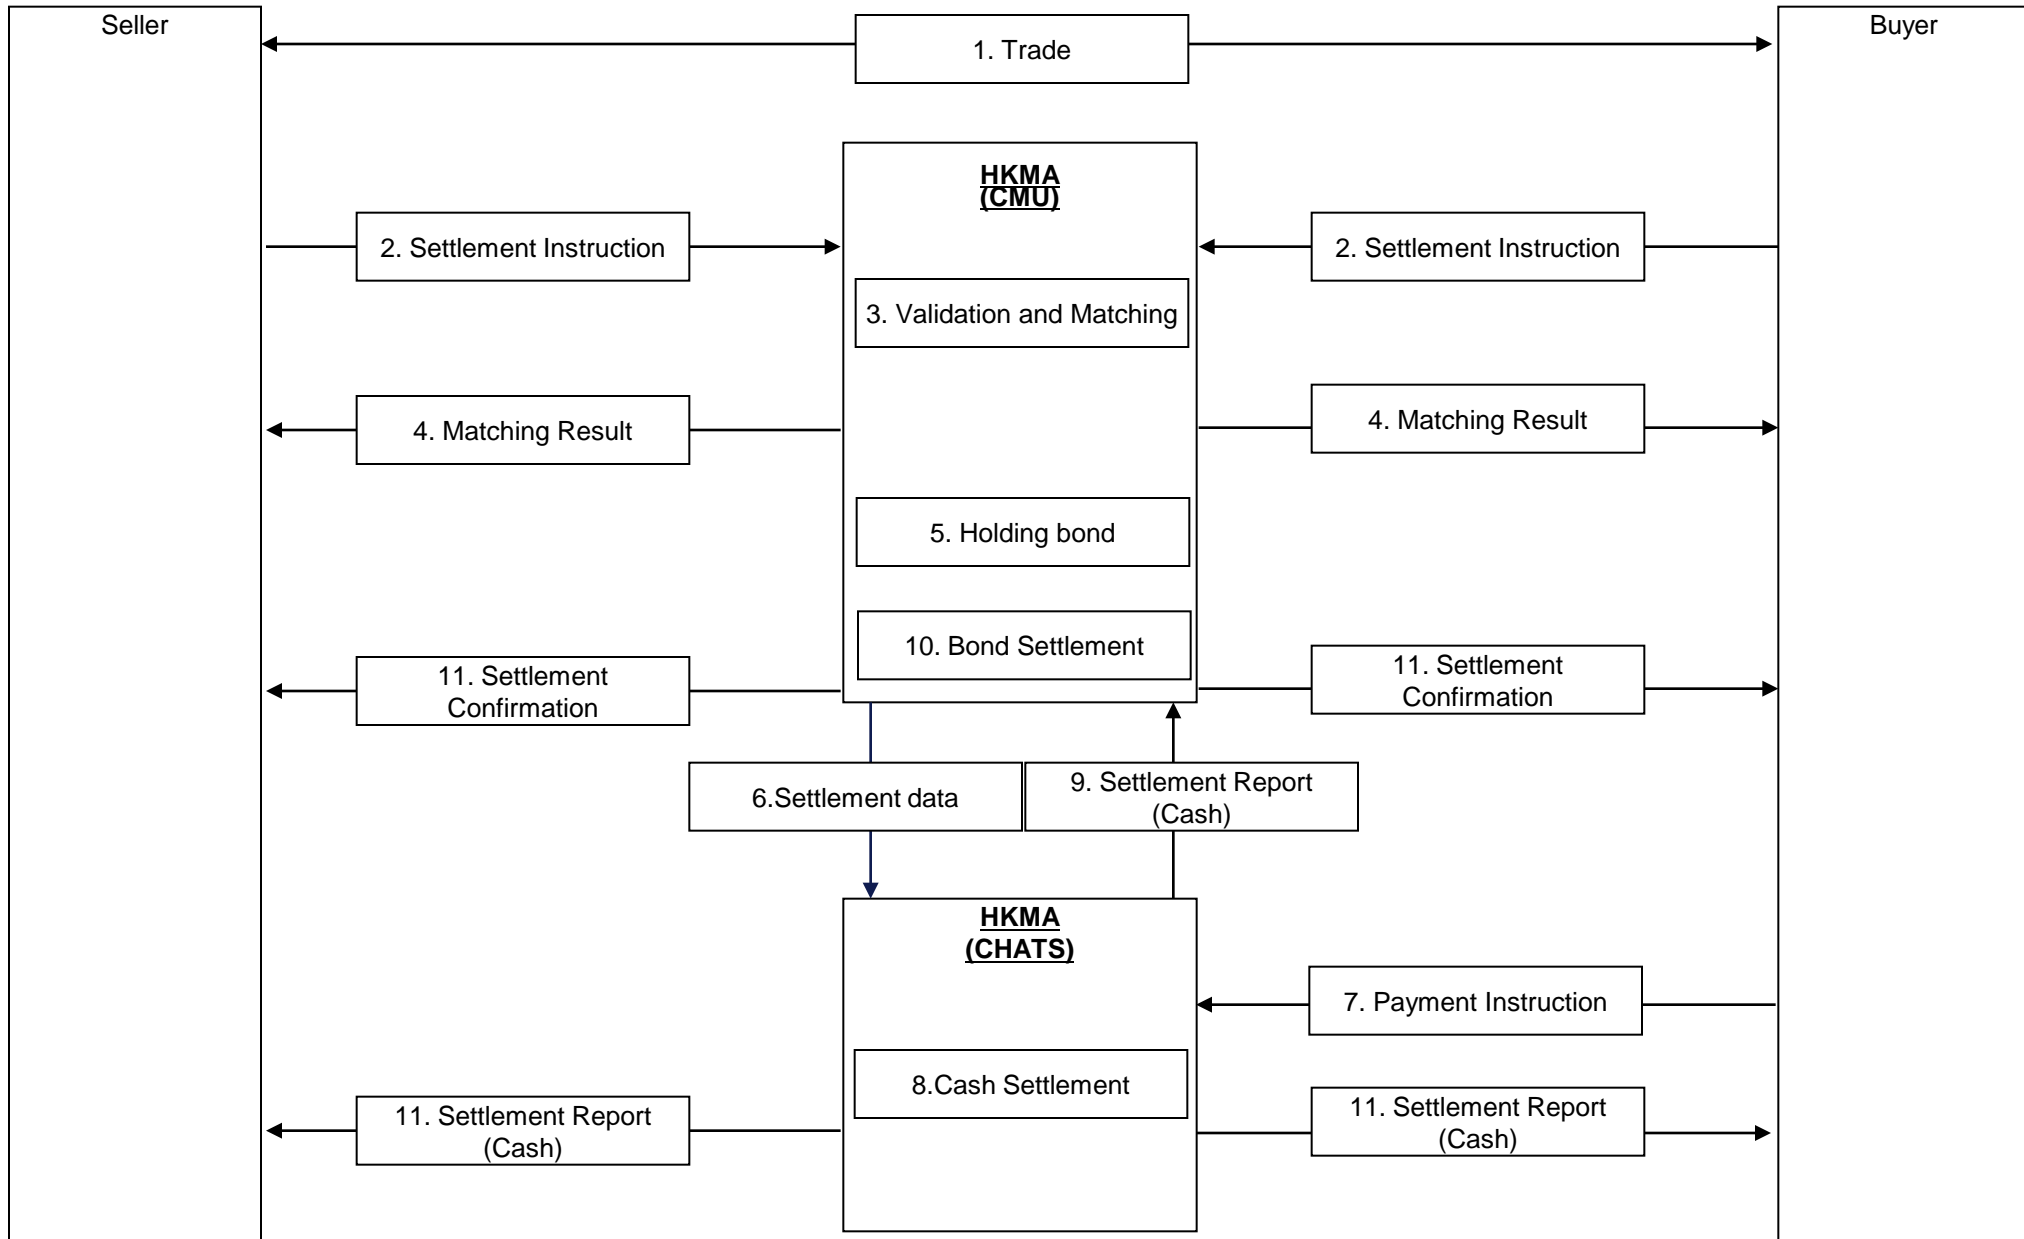 Seller
1. Trade
Buyer
HKMA
(CMU)
2. Settlement Instruction
2. Settlement Instruction
3. Validation and Matching
4. Matching Result
4. Matching Result
5. Holding bond
10. Bond Settlement
11. Settlement
Confirmation
11. Settlement
Confirmation
6.Settlement data
9. Settlement Report
(Cash)
HKMA
(CHATS)
7. Payment Instruction
8.Cash Settlement
11. Settlement Report
(Cash)
11. Settlement Report
(Cash)